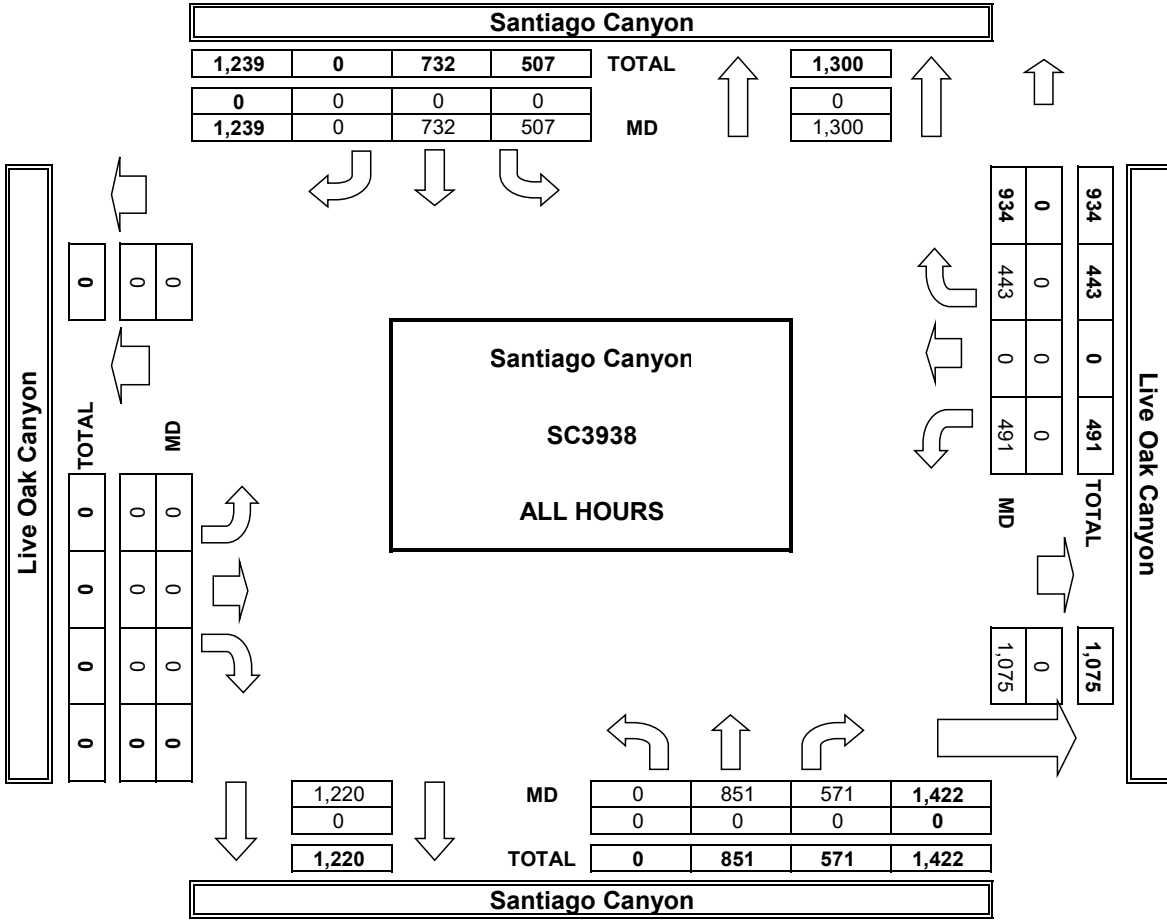 Santiago Canyon
1,239 0 732 507 TOTAL 1,300
0 0 0 0 0
1,239 0 732 507 MD 1,300
Live Oak Canyon
0 0 0
TOTAL MD
0 0 0
0 0 0
0 0 0
0 0 0
Santiago Canyon
SC3938
ALL HOURS
934 0 934
443 0 443
0 0 0
491 0 491
MD TOTAL
1,075 0 1,075
Live Oak Canyon
1,220 MD 0 851 571 1,422
0 0 0 0 0
1,220 TOTAL 0 851 571 1,422
Santiago Canyon